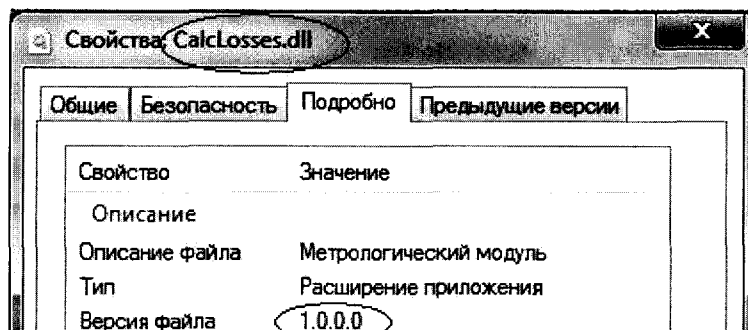 Свойства: CalcLosses.dll
Общие Безопасность Подробно Предыдущие версии
Свойство Значение
Описание
Описание файла Метрологический модуль
Тип Расширение приложения
Версия файла 1.0.0.0